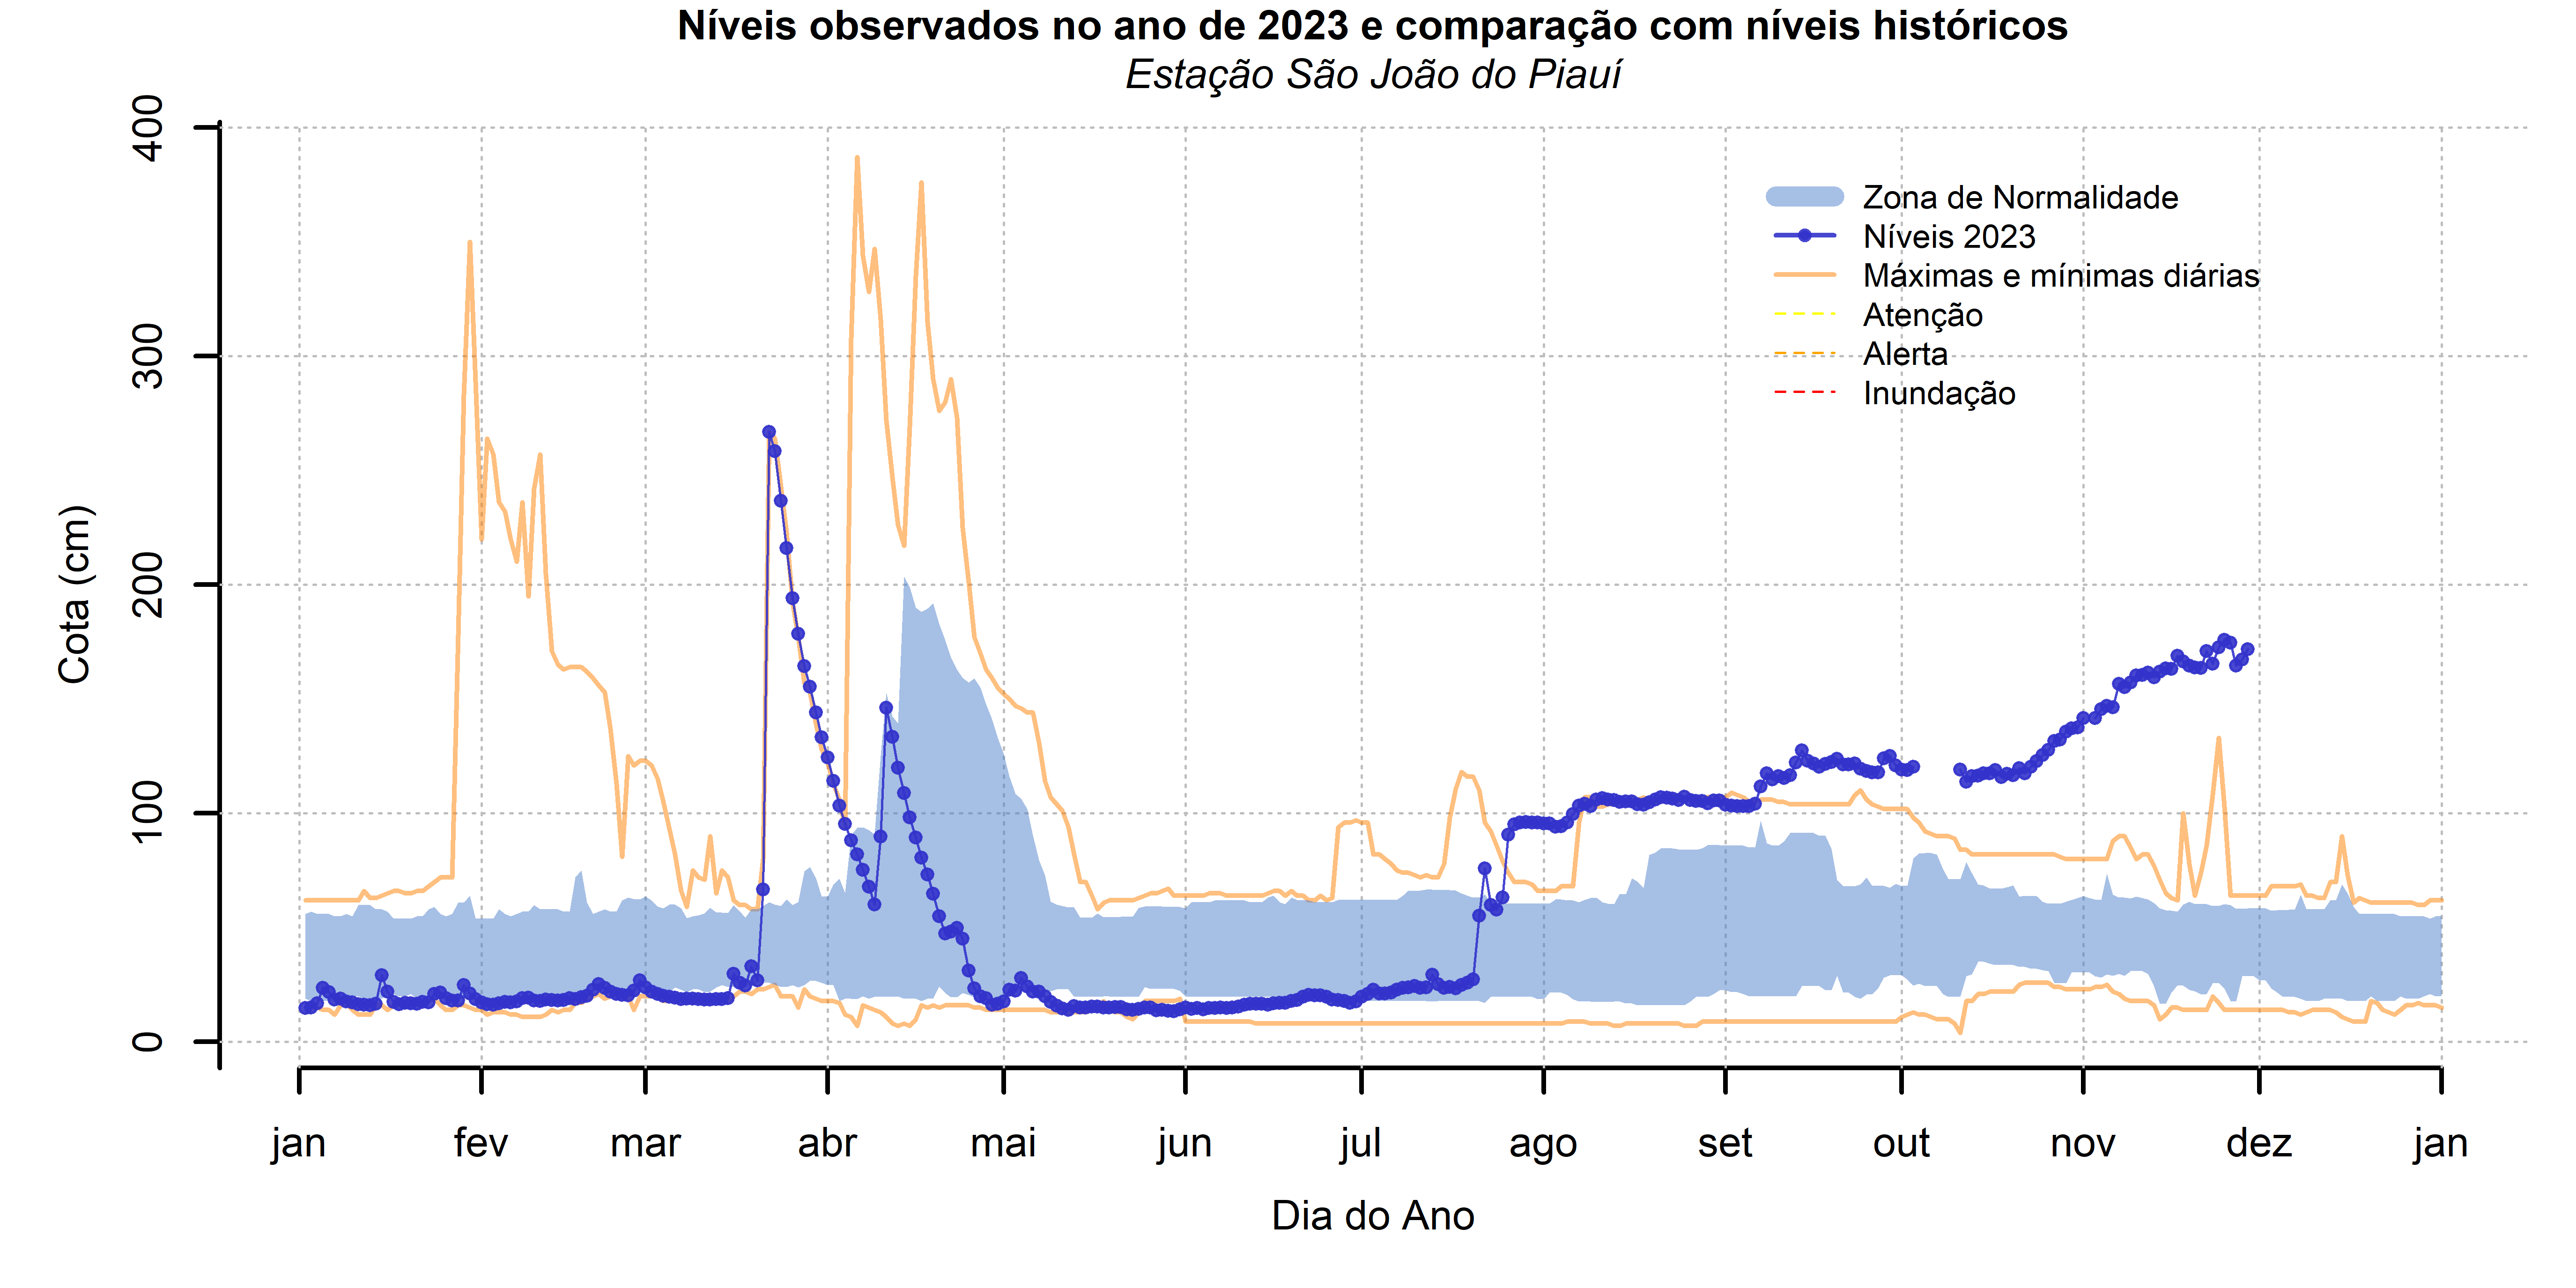 Níveis observados no ano de 2023 e comparação com níveis históricos
Estação São João do Piauí
Cota (cm)
400
300
200
100
0
Zona de Normalidade
Níveis 2023
Máximas e mínimas diárias
Atenção
Alerta
Inundação
jan fev mar abr mai jun jul ago set out nov dez jan
Dia do Ano